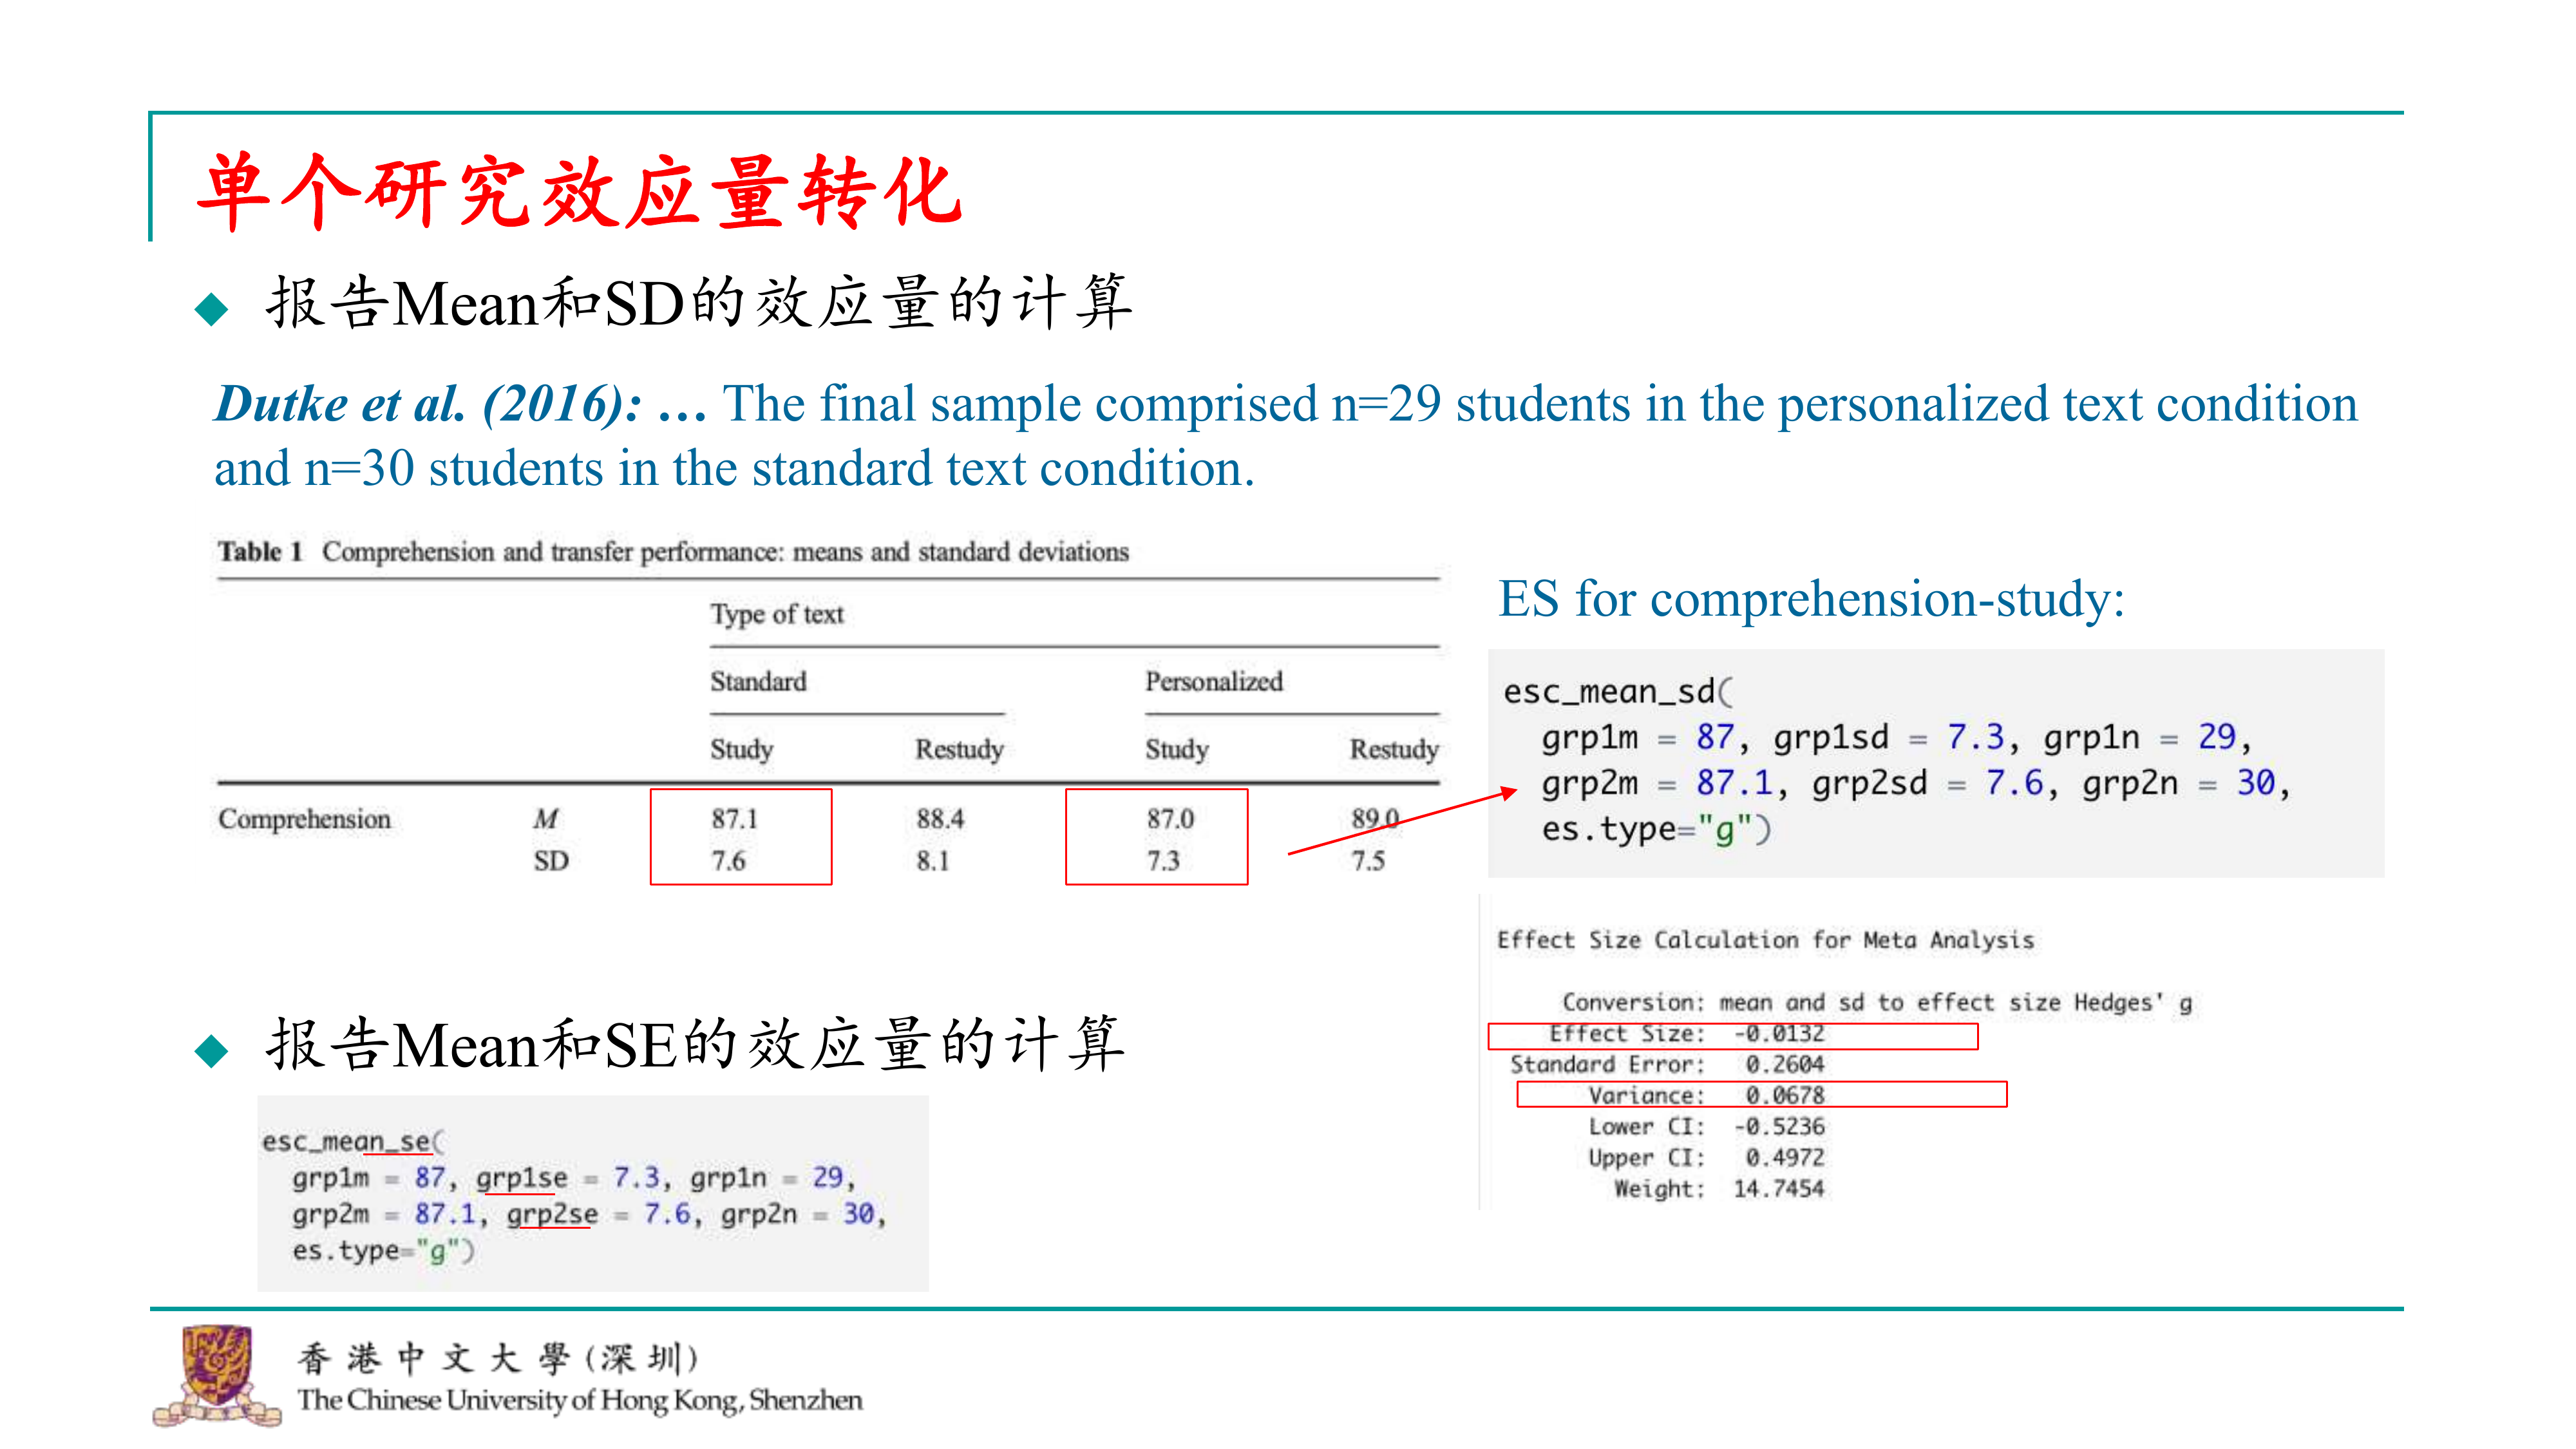 单个研究效应量转化
报告Mean和SD的效应量的计算
Dutke et al. (2016): … The final sample comprised n=29 students in the personalized text condition
and n=30 students in the standard text condition.
Table 1 Comprehension and transfer performance: means and standard deviations
Type of text
Standard Personalized
Study Restudy Study Restudy
Comprehension M 87.1 88.4 87.0 89.0
SD 7.6 8.1 7.3 7.5
ES for comprehension-study:
esc_mean_sd(
grp1m = 87, grp1sd = 7.3, grp1n = 29,
grp2m = 87.1, grp2sd = 7.6, grp2n = 30,
es.type="g")
Effect Size Calculation for Meta Analysis
Conversion: mean and sd to effect size Hedges' g
Effect Size: -0.0132
Standard Error: 0.2604
Variance: 0.0678
Lower CI: -0.5236
Upper CI: 0.4972
Weight: 14.7454
报告Mean和SE的效应量的计算
esc_mean_se(
grp1m = 87, grp1se = 7.3, grp1n = 29,
grp2m = 87.1, grp2se = 7.6, grp2n = 30,
es.type="g")
香港中文大學(深圳)
The Chinese University of Hong Kong, Shenzhen